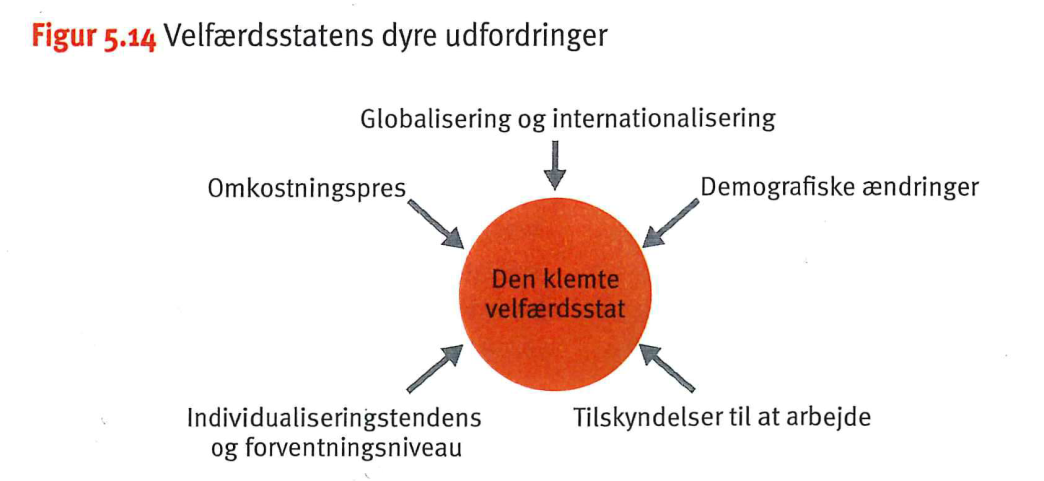 Figur 5.14 Velfærdsstatens dyre udfordringer
Globalisering og internationalisering
Omkostningspres
Demografiske ændringer
Den klemte
velfærdsstat
Individualiseringstendens
og forventningsniveau
Tilskyndelser til at arbejde